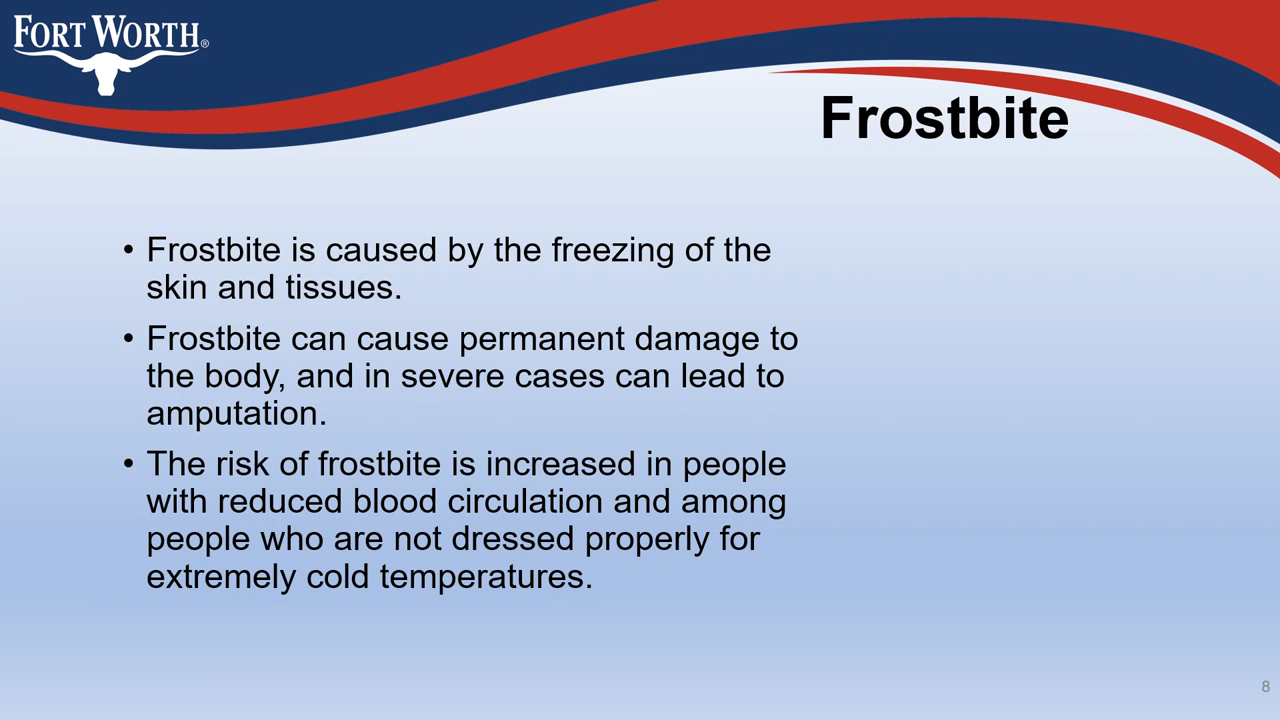 FORT WORTH®
Frostbite
• Frostbite is caused by the freezing of the
skin and tissues.
• Frostbite can cause permanent damage to
the body, and in severe cases can lead to
amputation.
• The risk of frostbite is increased in people
with reduced blood circulation and among
people who are not dressed properly for
extremely cold temperatures.
8